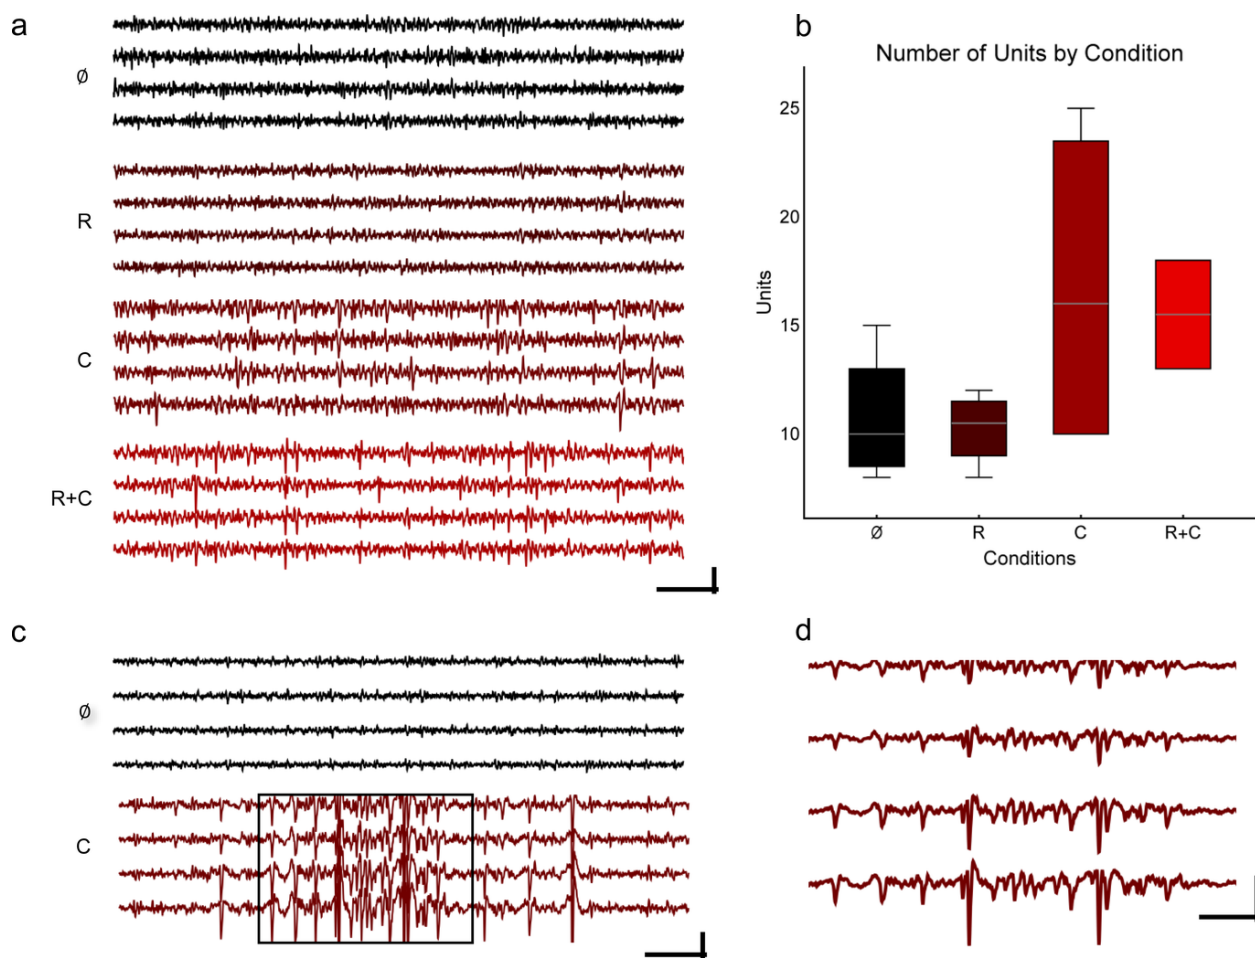 a
Ø
R
C
R+C
b
Number of Units by Condition
Units
25
20
15
10
Ø
R
C
R+C
Conditions
c
Ø
C
d